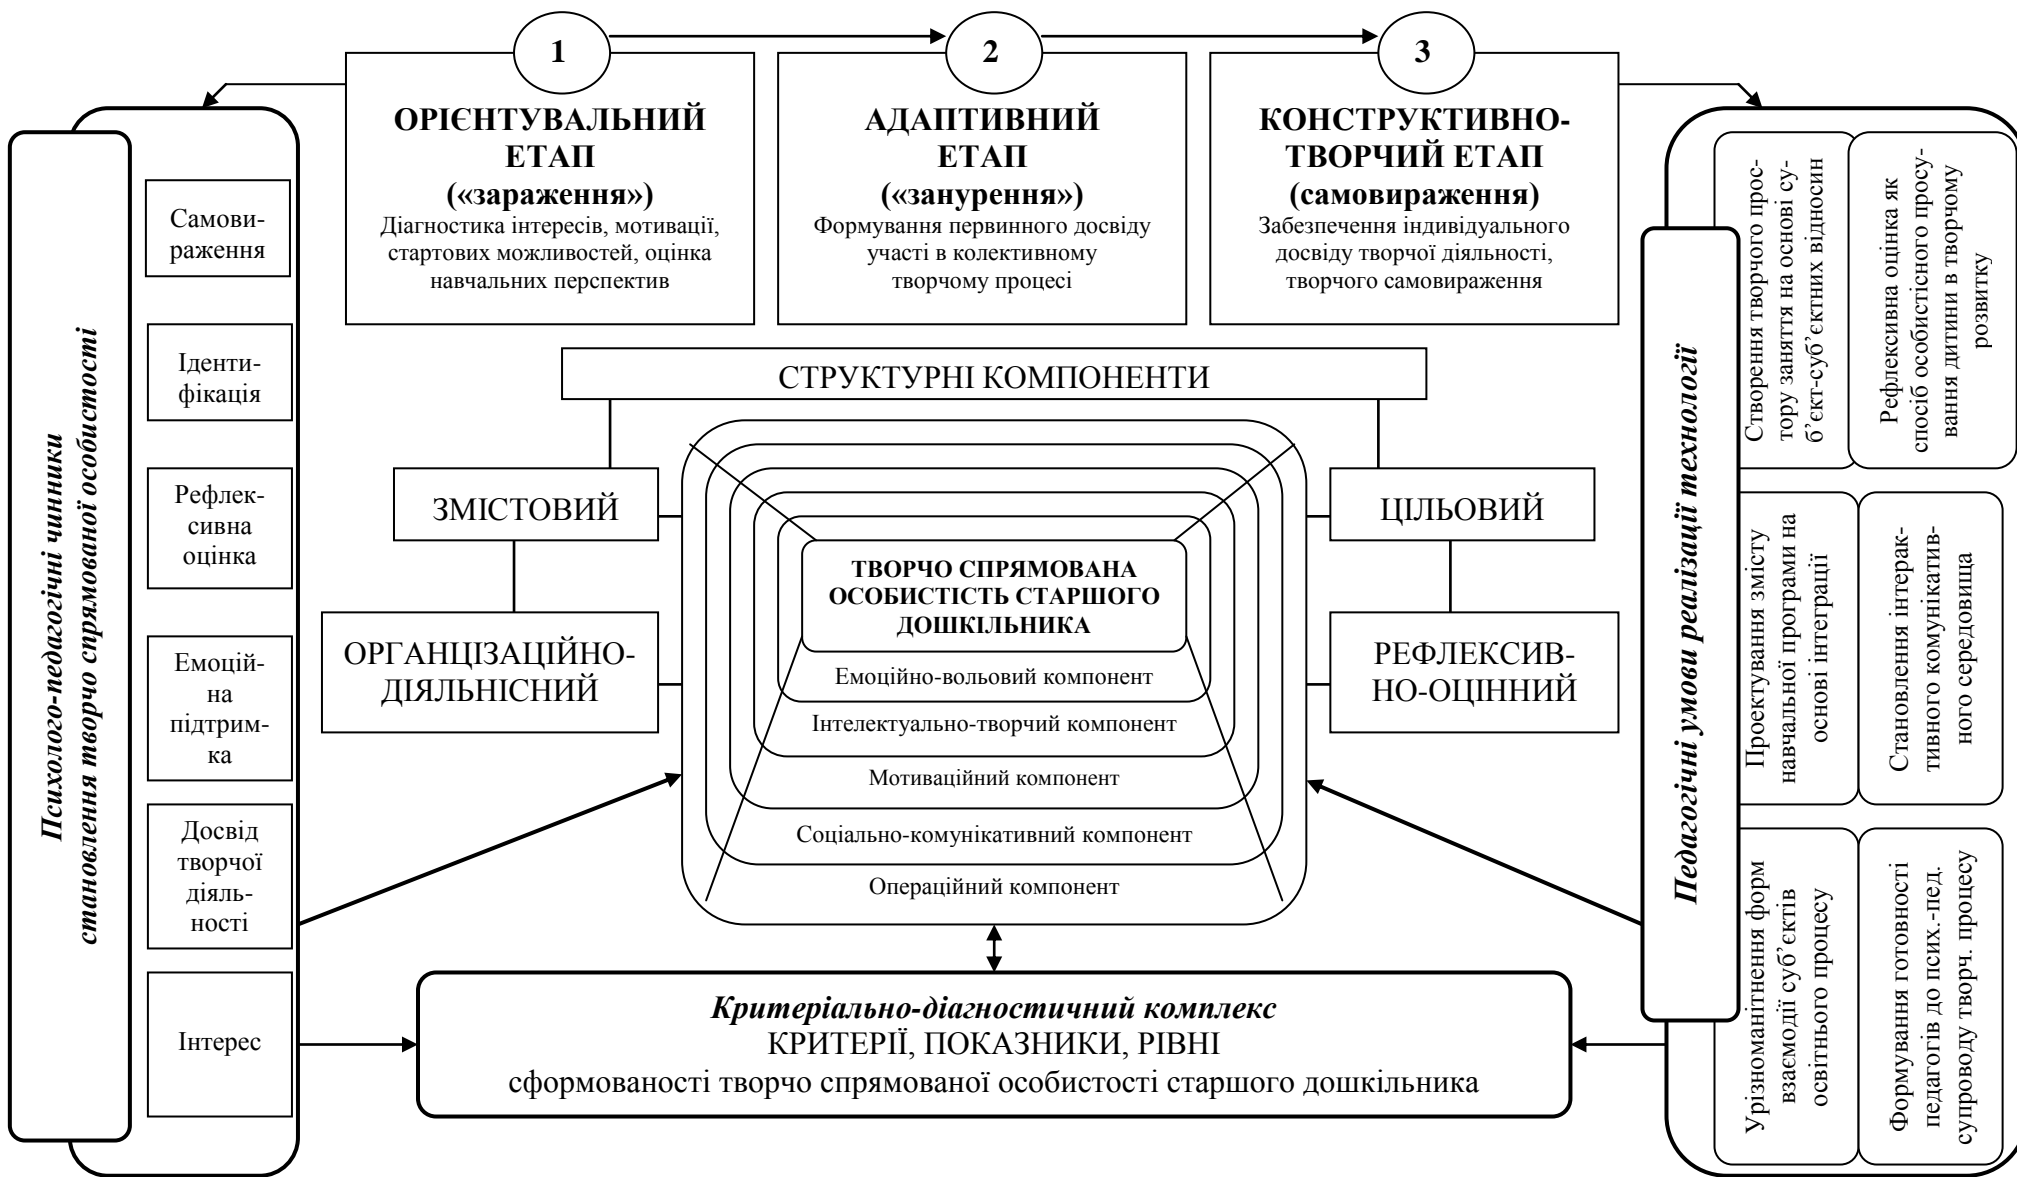 1
2
3
ОРІЄНТУВАЛЬНИЙ
ЕТАП
(«зараження»)
Діагностика інтересів, мотивації,
стартових можливостей, оцінка
навчальних перспектив
АДАПТИВНИЙ
ЕТАП
(«занурення»)
Формування первинного досвіду
участі в колективному
творчому процесі
КОНСТРУКТИВНО-
ТВОРЧИЙ ЕТАП
(самовираження)
Забезпечення індивідуального
досвіду творчої діяльності,
творчого самовираження
Психолого-педагогічні чинники
становлення творчо спрямованої особистості
Самови-
раження
Іденти-
фікація
Рефлек-
сивна
оцінка
Емоцій-
на
підтрим-
ка
Досвід
творчої
діяль-
ності
Інтерес
СТРУКТУРНІ КОМПОНЕНТИ
ЗМІСТОВИЙ
ЦІЛЬОВИЙ
ОРГАНЦІЗАЦІЙНО-
ДІЯЛЬНІСНИЙ
РЕФЛЕКСИВ-
НО-ОЦІННИЙ
ТВОРЧО СПРЯМОВАНА
ОСОБИСТІСТЬ СТАРШОГО
ДОШКІЛЬНИКА
Емоційно-вольовий компонент
Інтелектуально-творчий компонент
Мотиваційний компонент
Соціально-комунікативний компонент
Операційний компонент
Критеріально-діагностичний комплекс
КРИТЕРІЇ, ПОКАЗНИКИ, РІВНІ
сформованості творчо спрямованої особистості старшого дошкільника
Педагогічні умови реалізації технології
Створення творчого прос-
тору заняття на основі су-
б’єкт-суб’єктних відносин
Рефлексивна оцінка як
спосіб особистісного просу-
вання дитини в творчому
розвитку
Проектування змісту
навчальної програми на
основі інтеграції
Становлення інтерак-
тивного комунікатив-
ного середовища
Урізноманітнення форм
взаємодії суб’єктів
освітнього процесу
Формування готовності
педагогів до псих.-пед.
супроводу творч. процесу